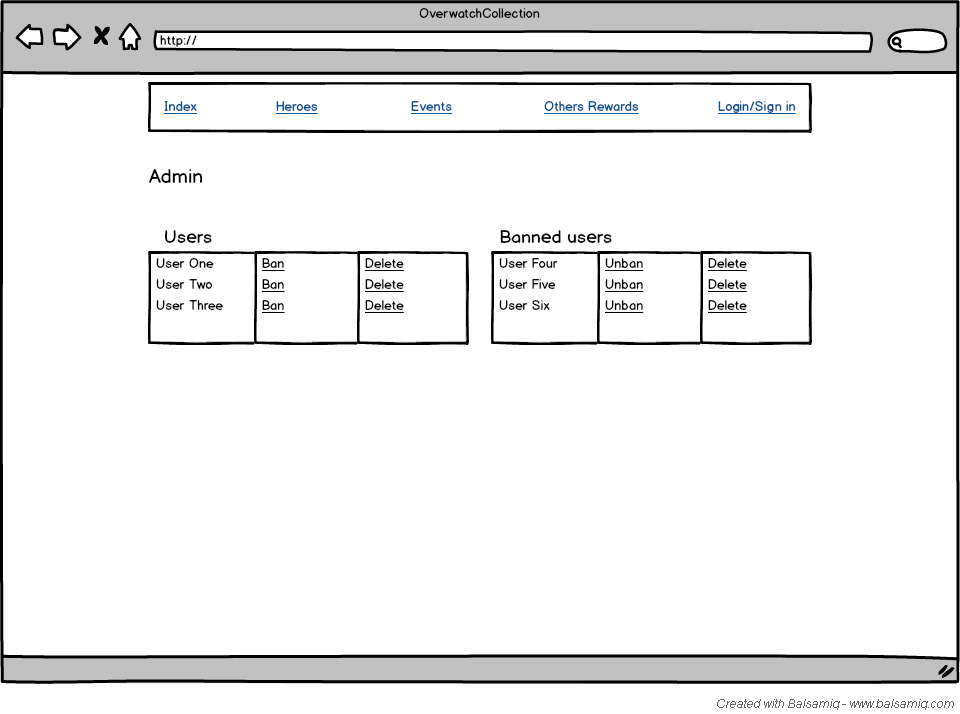 OverwatchCollection
http://
Index Heroes Events Others Rewards Login/Sign in
Admin
Users Banned users
User One Ban Delete User Four Unban Delete
User Two Ban Delete User Five Unban Delete
User Three Ban Delete User Six Unban Delete
Created with Balsamiq - www.balsamiq.com